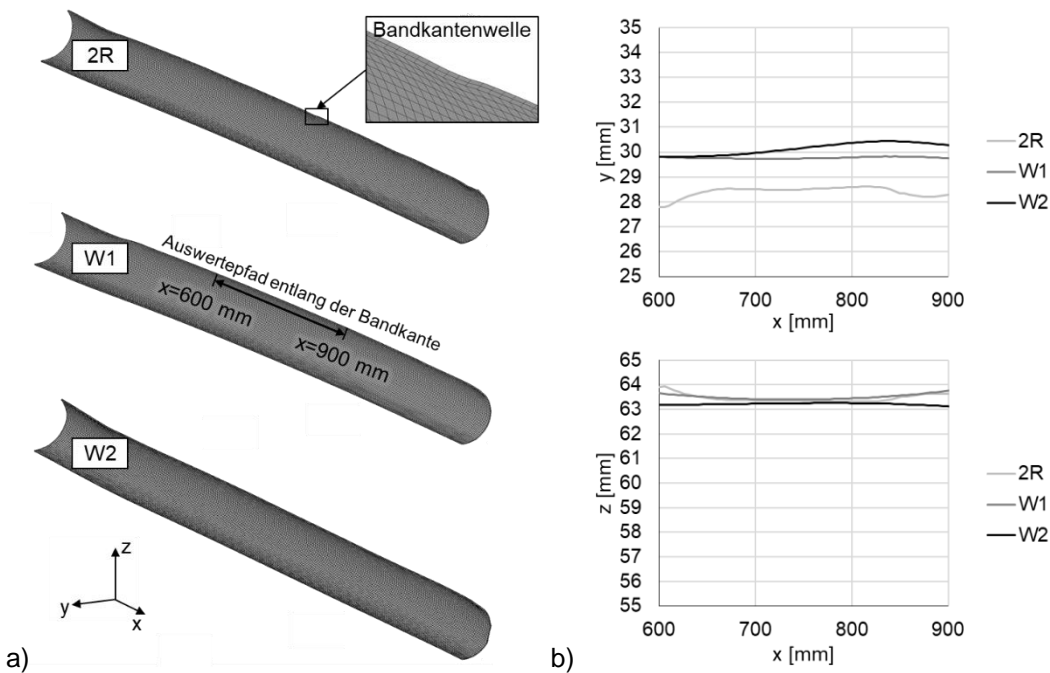 2R
Bandkantenwelle
W1
Auswertepfad entlang der Bandkante
x=600 mm
x=900 mm
W2
z
y
x
a)
35
34
33
32
31
30
29
28
27
26
25
y [mm]
600
700
800
900
x [mm]
2R
W1
W2
65
64
63
62
61
60
59
58
57
56
55
z [mm]
600
700
800
900
x [mm]
2R
W1
W2
b)